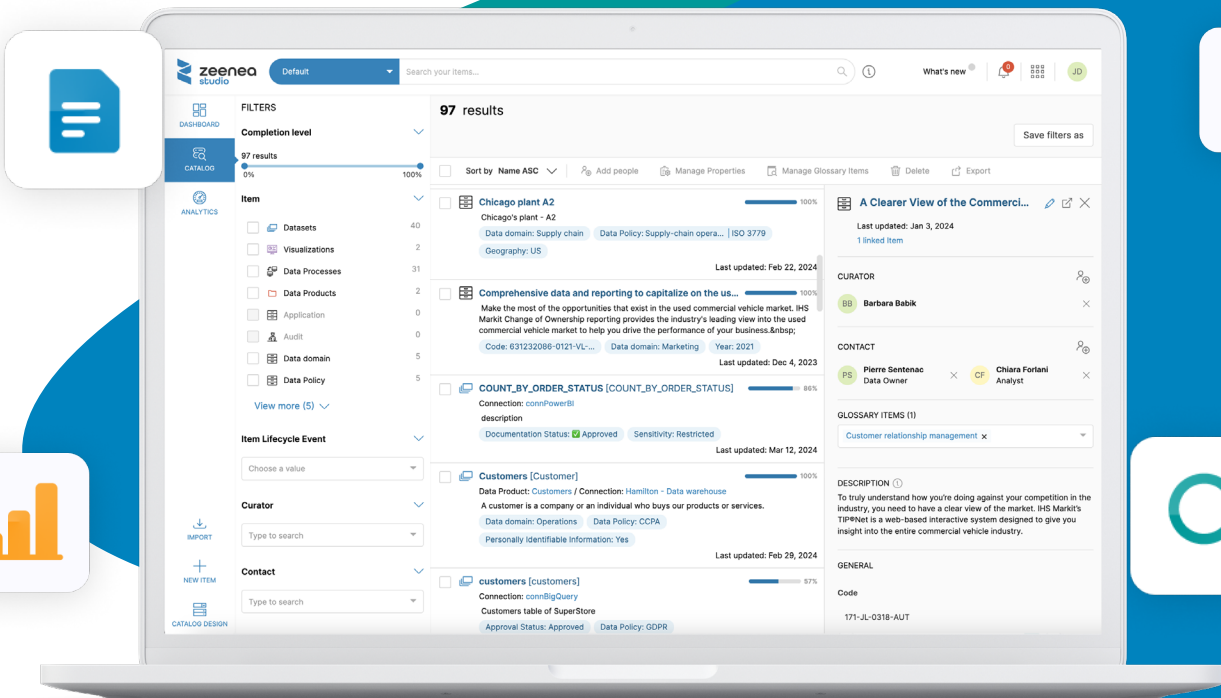 zeenea
studio
Default
Search your items...
What's new
0
JD
DASHBOARD
CATALOG
ANALYTICS
IMPORT
NEW ITEM
CATALOG DESIGN
FILTERS
Completion level
97 results
0%
100%
Item
Datasets 40
Visualizations 2
Data Processes 31
Data Products 2
Application 0
Audit 0
Data domain 5
Data Policy 5
View more (5)
Item Lifecycle Event
Choose a value
Curator
Type to search
Contact
Type to search
97 results
Save filters as
Sort by Name ASC
Add people
Manage Properties
Manage Glossary Items
Delete
Export
Chicago plant A2 100%
Chicago's plant - A2
Data domain: Supply chain Data Policy: Supply-chain opera... | ISO 3779
Geography: US
Last updated: Feb 22, 2024
Comprehensive data and reporting to capitalize on the us... 100%
Make the most of the opportunities that exist in the used commercial vehicle market. IHS
Markit Change of Ownership reporting provides the industry's leading view into the used
commercial vehicle market to help you drive the performance of your business.&nbsp;
Code: 631232086-0121-VL-... Data domain: Marketing Year: 2021
Last updated: Dec 4, 2023
COUNT_BY_ORDER_STATUS [COUNT_BY_ORDER_STATUS] 86%
Connection: connPowerBI
description
Documentation Status: ✅ Approved Sensitivity: Restricted
Last updated: Mar 12, 2024
Customers [Customer] 100%
Data Product: Customers / Connection: Hamilton - Data warehouse
A customer is a company or an individual who buys our products or services.
Data domain: Operations Data Policy: CCPA
Personally Identifiable Information: Yes
Last updated: Feb 29, 2024
customers [customers] 57%
Connection: connBigQuery
Customers table of SuperStore
Approval Status: Approved Data Policy: GDPR
A Clearer View of the Commerci...
Last updated: Jan 3, 2024
1 linked Item
CURATOR
BB Barbara Babik
CONTACT
PS Pierre Sentenac
Data Owner
CF Chiara Forlani
Analyst
GLOSSARY ITEMS (1)
Customer relationship management
DESCRIPTION
To truly understand how you're doing against your competition in the
industry, you need to have a clear view of the market. IHS Markit's
TIP®Net is a web-based interactive system designed to give you
insight into the entire commercial vehicle industry.
GENERAL
Code
171-JL-0318-AUT